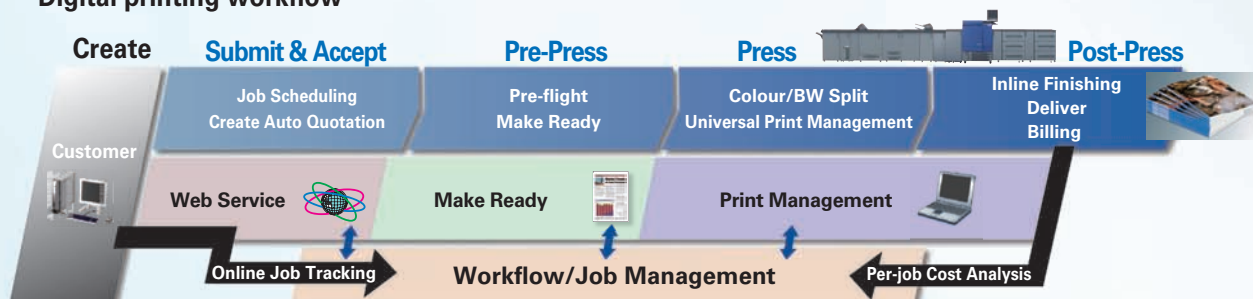 Digital printing workflow
Create
Submit & Accept
Pre-Press
Press
Post-Press
Job Scheduling
Create Auto Quotation
Pre-flight
Make Ready
Colour/BW Split
Universal Print Management
Inline Finishing
Deliver
Billing
Customer
Web Service
Make Ready
Print Management
Online Job Tracking
Workflow/Job Management
Per-job Cost Analysis